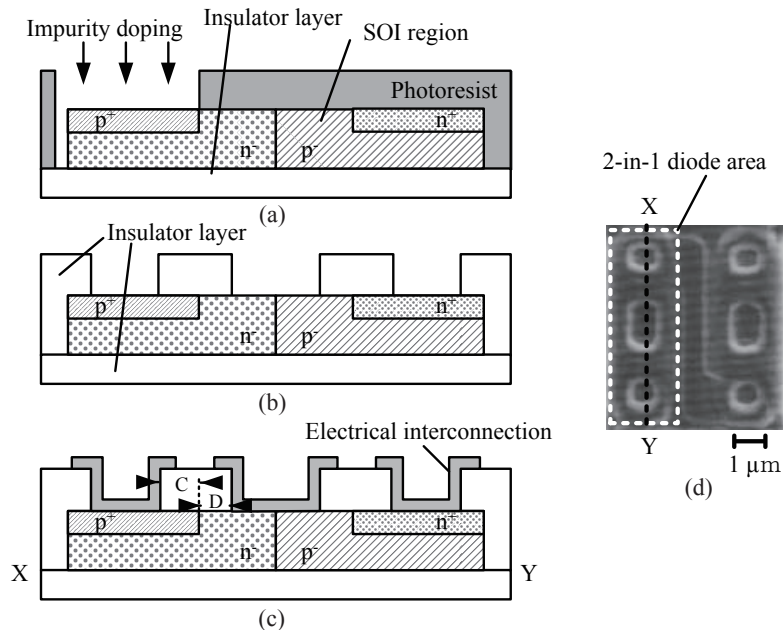 Impurity doping
Insulator layer
SOI region
Photoresist
p+
n-
p-
n+
(a)
Insulator layer
p+
n-
p-
n+
(b)
Electrical interconnection
C
D
p+
n-
p-
n+
X
Y
(c)
2-in-1 diode area
X
Y
1 µm
(d)